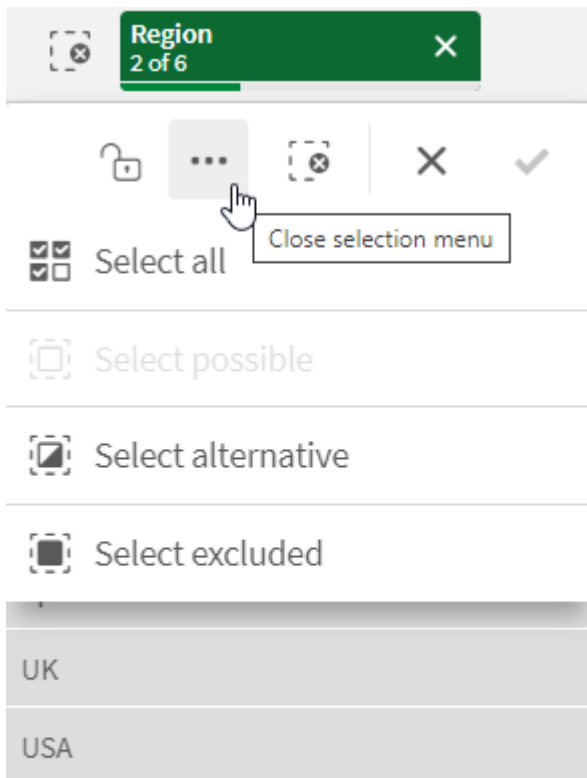 Region
2 of 6
Close selection menu
Select all
Select possible
Select alternative
Select excluded
UK
USA